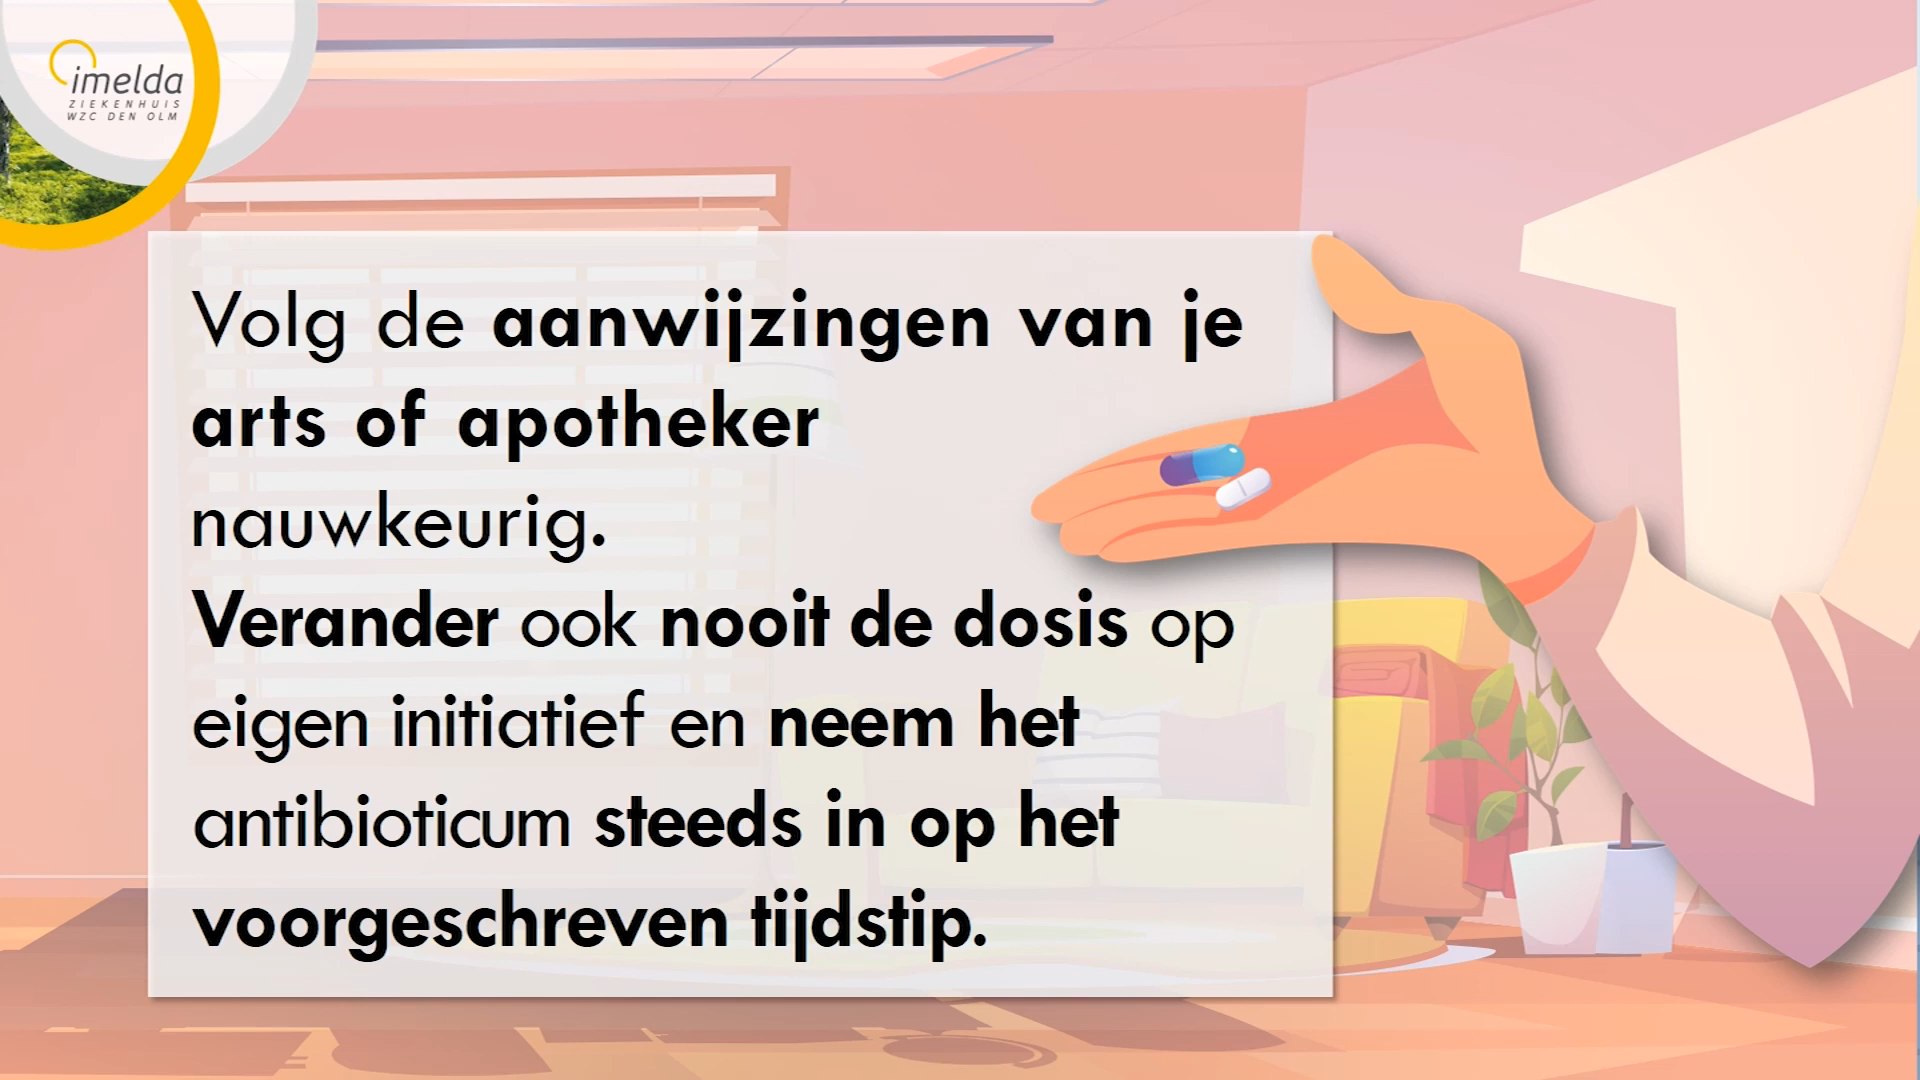 imelda
ZIEKENHUIS
WZC DEN OLM
Volg de aanwijzingen van je
arts of apotheker
nauwkeurig.
Verander ook nooit de dosis op
eigen initiatief en neem het
antibioticum steeds in op het
voorgeschreven tijdstip.